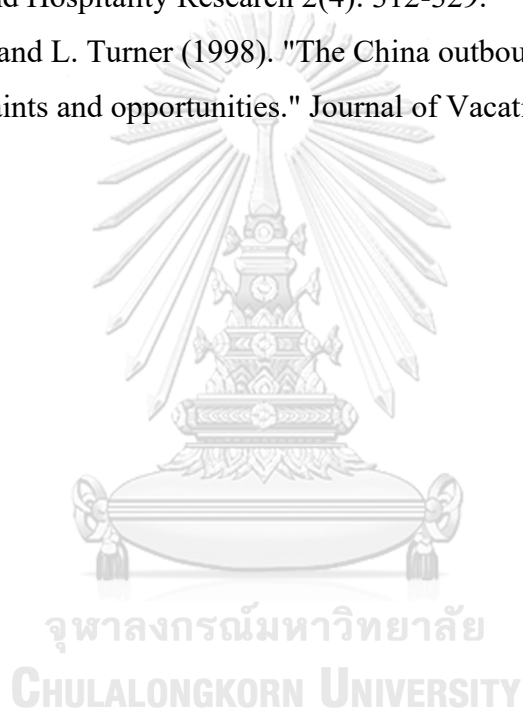 nd Hospitality Research 2(4): 312-329.
and L. Turner (1998). "The China outbou
aints and opportunities." Journal of Vacati
จุฬาลงกรณ์มหาวิทยาลัย
CHULALONGKORN UNIVERSITY